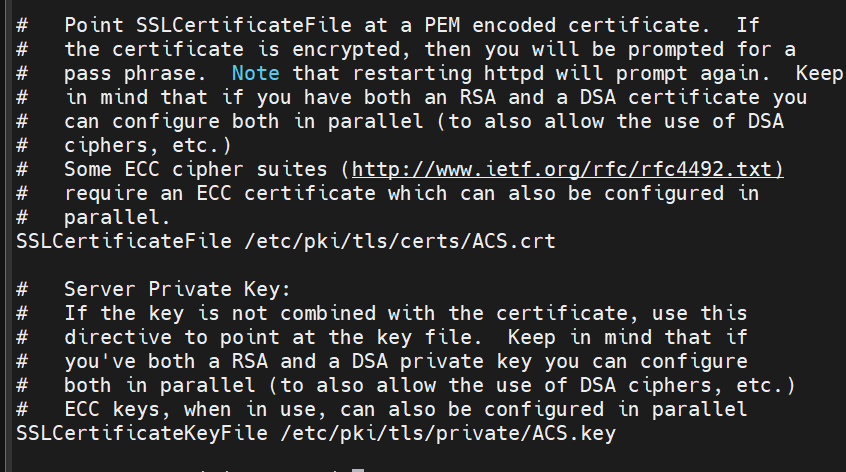 #   Point SSLCertificateFile at a PEM encoded certificate.  If
#   the certificate is encrypted, then you will be prompted for a
#   pass phrase.  Note that restarting httpd will prompt again.  Keep
#   in mind that if you have both an RSA and a DSA certificate you
#   can configure both in parallel (to also allow the use of DSA
#   ciphers, etc.)
#   Some ECC cipher suites (http://www.ietf.org/rfc/rfc4492.txt)
#   require an ECC certificate which can also be configured in
#   parallel.
SSLCertificateFile /etc/pki/tls/certs/ACS.crt

#   Server Private Key:
#   If the key is not combined with the certificate, use this
#   directive to point at the key file.  Keep in mind that if
#   you've both a RSA and a DSA private key you can configure
#   both in parallel (to also allow the use of DSA ciphers, etc.)
#   ECC keys, when in use, can also be configured in parallel
SSLCertificateKeyFile /etc/pki/tls/private/ACS.key